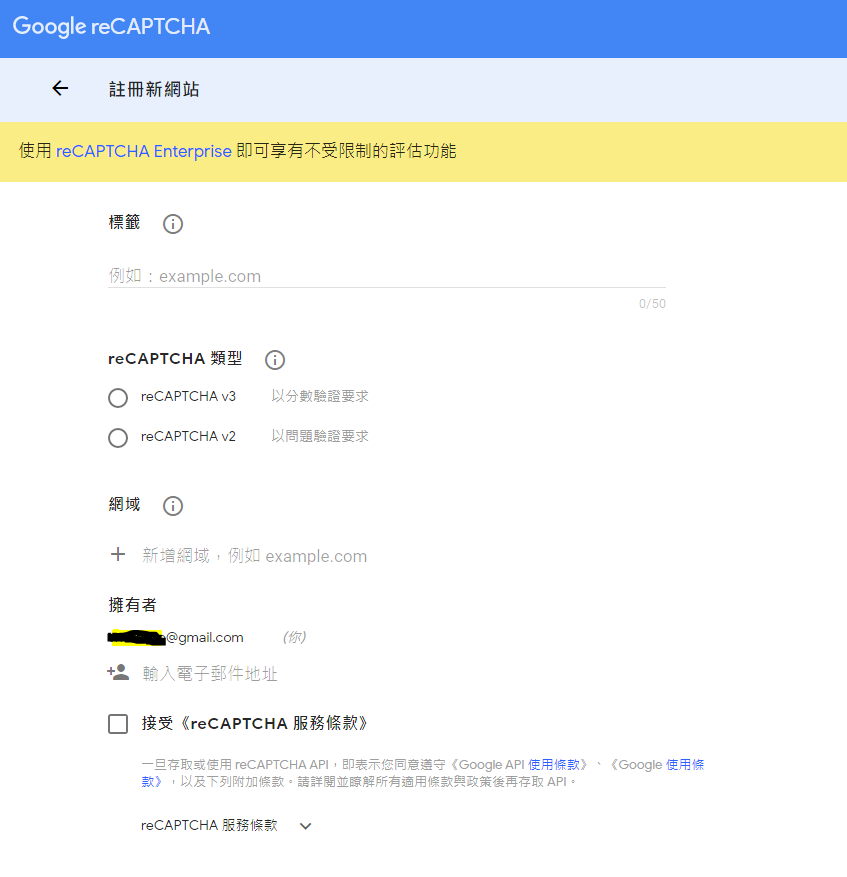 Google reCAPTCHA
註冊新網站
使用 reCAPTCHA Enterprise 即可享有不受限制的評估功能
標籤
例如：example.com
0/50
reCAPTCHA 類型
reCAPTCHA v3 以分數驗證要求
reCAPTCHA v2 以問題驗證要求
網域
新增網域，例如 example.com
擁有者
@gmail.com (你)
輸入電子郵件地址
接受《reCAPTCHA 服務條款》
一旦存取或使用 reCAPTCHA API，即表示您同意遵守《Google API 使用條款》、《Google 使用條
款》，以及下列附加條款。請詳閱並瞭解所有適用條款與政策後再存取 API。
reCAPTCHA 服務條款